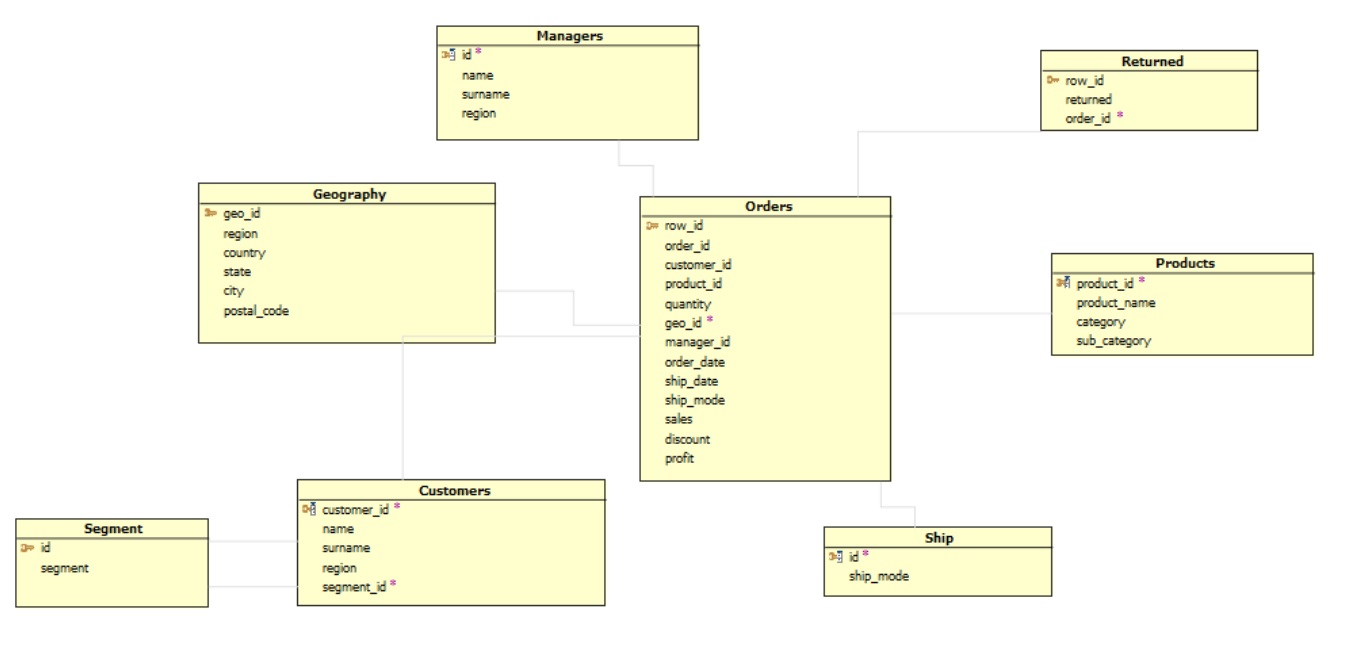 Managers
id *
name
surname
region
Returned
row_id
returned
order_id *
Geography
geo_id
region
country
state
city
postal_code
Orders
row_id
order_id
customer_id
product_id
quantity
geo_id *
manager_id
order_date
ship_date
ship_mode
sales
discount
profit
Products
product_id *
product_name
category
sub_category
Customers
customer_id *
name
surname
region
segment_id *
Segment
id
segment
Ship
id *
ship_mode